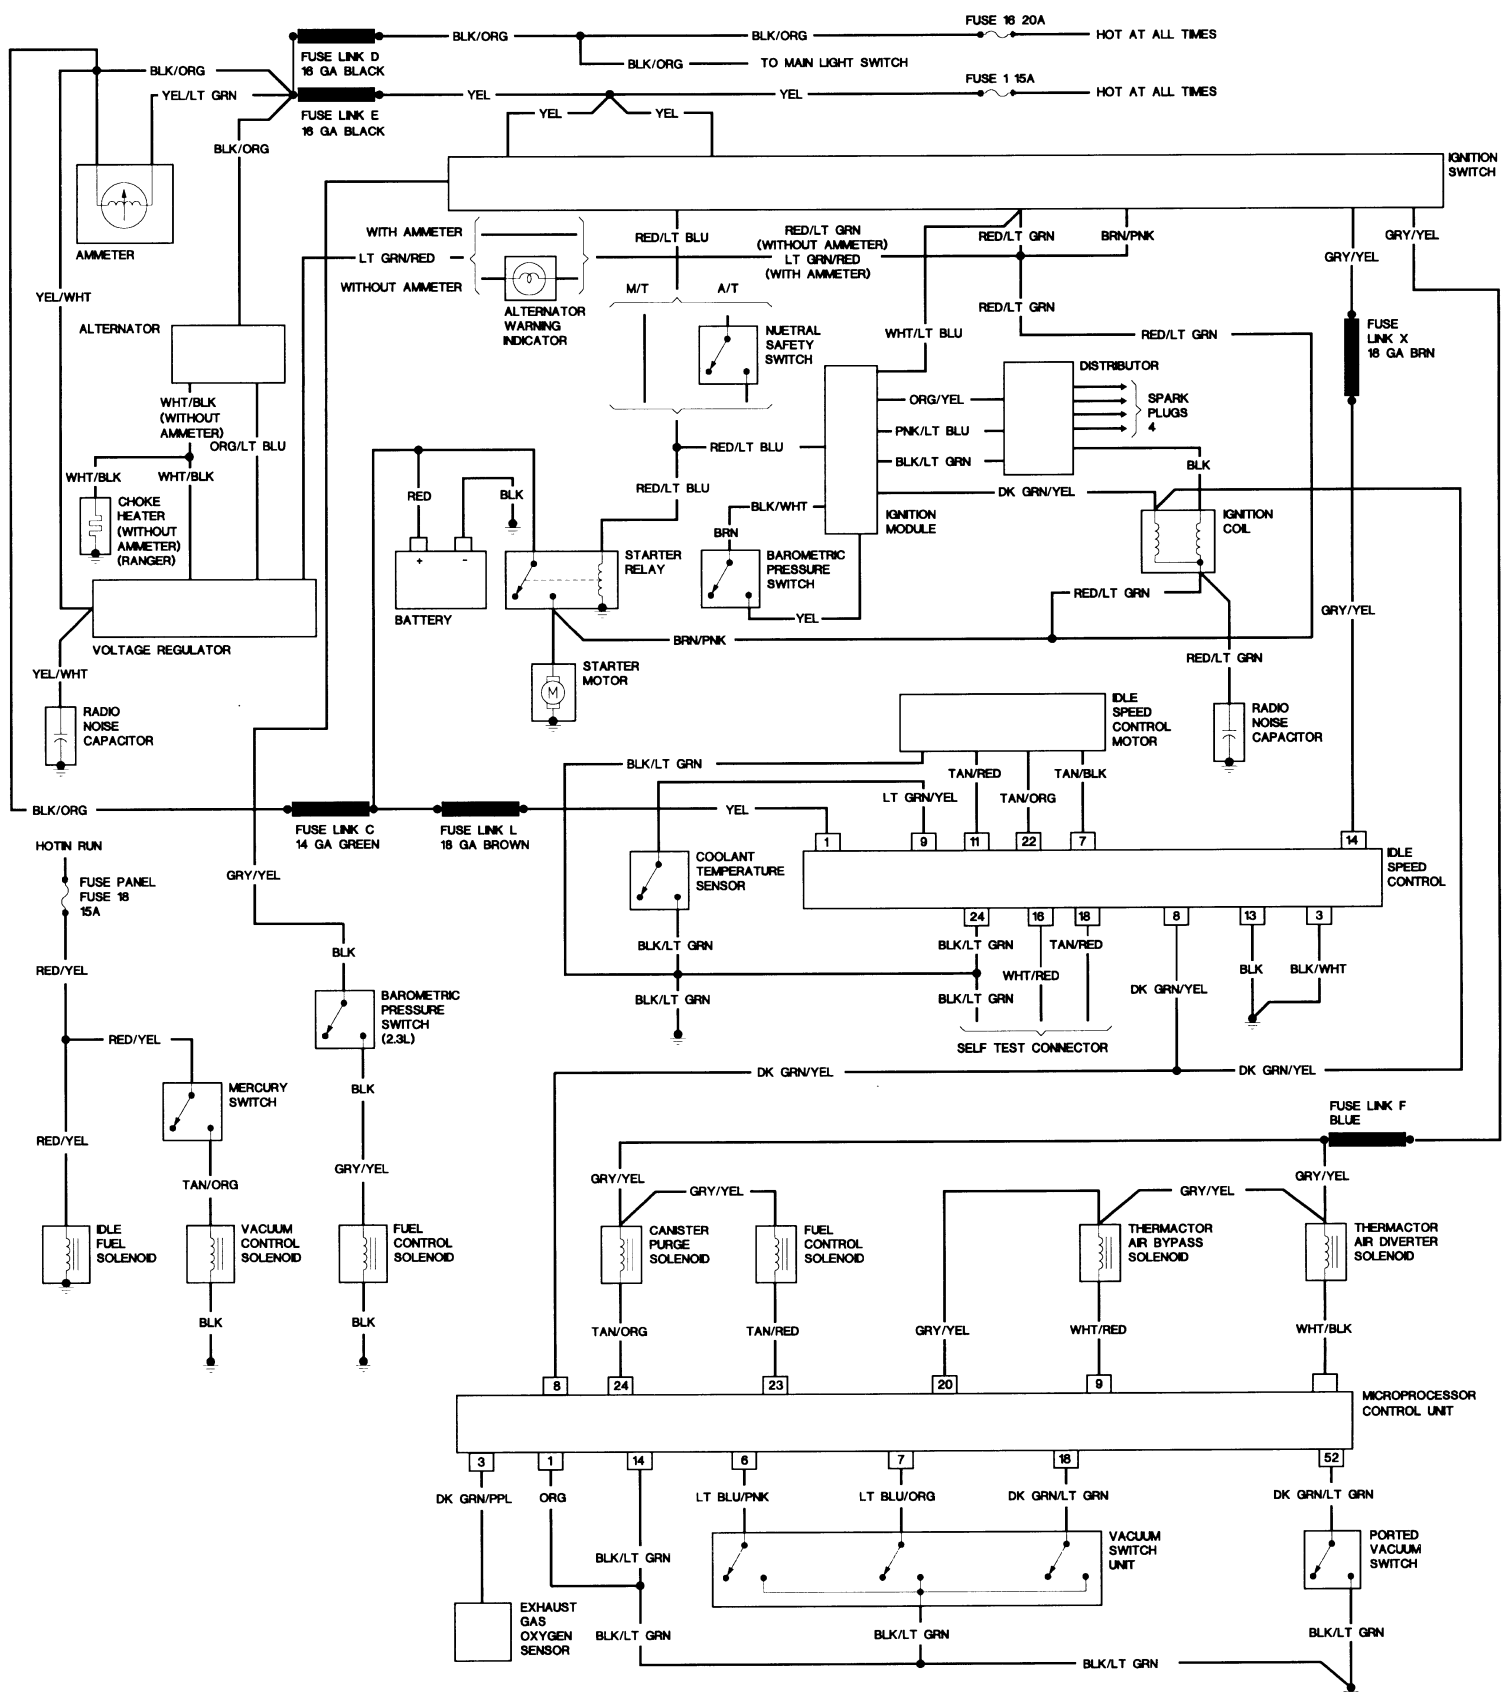 FUSE 16 20A
BLK/ORG
BLK/ORG
HOT AT ALL TIMES
FUSE LINK D
16 GA BLACK
BLK/ORG
BLK/ORG
TO MAIN LIGHT SWITCH
FUSE 1 15A
YEL/LT GRN
YEL
YEL
HOT AT ALL TIMES
FUSE LINK E
16 GA BLACK
YEL
YEL
BLK/ORG
IGNITION
SWITCH
AMMETER
WITH AMMETER
LT GRN/RED
WITHOUT AMMETER
ALTERNATOR
WARNING
INDICATOR
RED/LT BLU
RED/LT GRN
(WITHOUT AMMETER)
LT GRN/RED
(WITH AMMETER)
RED/LT GRN
BRN/PNK
GRY/YEL
GRY/YEL
YEL/WHT
M/T
A/T
RED/LT GRN
ALTERNATOR
NUETRAL
SAFETY
SWITCH
WHT/LT BLU
RED/LT GRN
FUSE
LINK X
18 GA BRN
DISTRIBUTOR
WHT/BLK
(WITHOUT
AMMETER)
ORG/LT BLU
ORG/YEL
SPARK
PLUGS
4
PNK/LT BLU
RED/LT BLU
BLK/LT GRN
BLK
WHT/BLK
WHT/BLK
RED
BLK
RED/LT BLU
DK GRN/YEL
CHOKE
HEATER
(WITHOUT
AMMETER)
(RANGER)
BLK/WHT
IGNITION
MODULE
IGNITION
COIL
BRN
+
-
STARTER
RELAY
BAROMETRIC
PRESSURE
SWITCH
BATTERY
YEL
RED/LT GRN
GRY/YEL
VOLTAGE REGULATOR
BRN/PNK
YEL/WHT
M
STARTER
MOTOR
RED/LT GRN
RADIO
NOISE
CAPACITOR
IDLE
SPEED
CONTROL
MOTOR
RADIO
NOISE
CAPACITOR
BLK/LT GRN
TAN/RED
TAN/BLK
LT GRN/YEL
TAN/ORG
BLK/ORG
YEL
FUSE LINK C
14 GA GREEN
FUSE LINK L
18 GA BROWN
1
9
11
22
7
14
HOTIN RUN
FUSE PANEL
FUSE 18
15A
GRY/YEL
COOLANT
TEMPERATURE
SENSOR
IDLE
SPEED
CONTROL
24
16
18
8
13
3
BLK
BLK/LT GRN
BLK/LT GRN
TAN/RED
RED/YEL
WHT/RED
BLK
BLK/WHT
BLK/LT GRN
BLK/LT GRN
DK GRN/YEL
BAROMETRIC
PRESSURE
SWITCH
(2.3L)
RED/YEL
SELF TEST CONNECTOR
DK GRN/YEL
DK GRN/YEL
MERCURY
SWITCH
BLK
FUSE LINK F
BLUE
RED/YEL
TAN/ORG
GRY/YEL
GRY/YEL
GRY/YEL
GRY/YEL
GRY/YEL
IDLE
FUEL
SOLENOID
VACUUM
CONTROL
SOLENOID
FUEL
CONTROL
SOLENOID
CANISTER
PURGE
SOLENOID
FUEL
CONTROL
SOLENOID
THERMACTOR
AIR BYPASS
SOLENOID
THERMACTOR
AIR DIVERTER
SOLENOID
BLK
BLK
TAN/ORG
TAN/RED
GRY/YEL
WHT/RED
WHT/BLK
8
24
23
20
9
MICROPROCESSOR
CONTROL UNIT
3
1
14
6
7
18
52
DK GRN/PPL
ORG
LT BLU/PNK
LT BLU/ORG
DK GRN/LT GRN
DK GRN/LT GRN
BLK/LT GRN
VACUUM
SWITCH
UNIT
PORTED
VACUUM
SWITCH
EXHAUST
GAS
OXYGEN
SENSOR
BLK/LT GRN
BLK/LT GRN
BLK/LT GRN
BLK/LT GRN